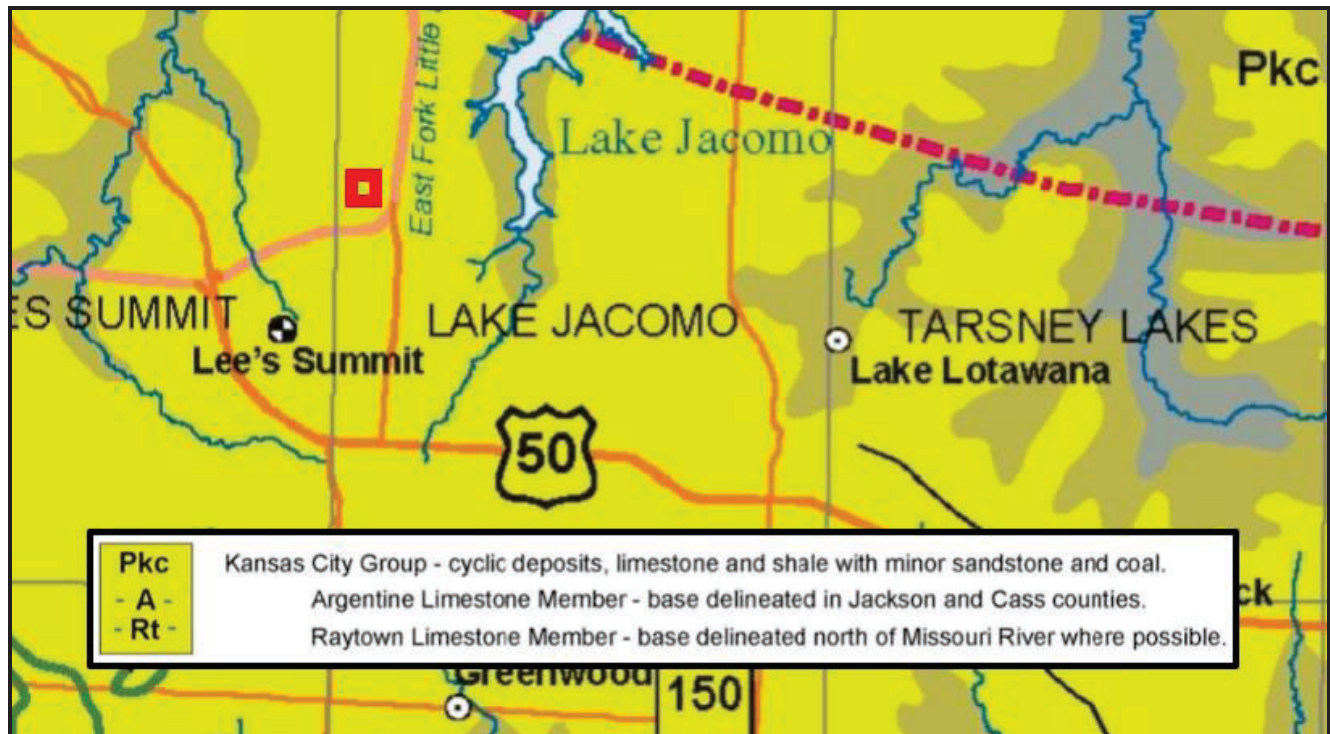 East Fork Little
Pkc
Lake Jacomo
ES SUMMIT
LAKE JACOMO
TARSNEY LAKES
Lee's Summit
Lake Lotawana
50
Pkc
Kansas City Group - cyclic deposits, limestone and shale with minor sandstone and coal.
- A -
Argentine Limestone Member - base delineated in Jackson and Cass counties.
- Rt -
Raytown Limestone Member - base delineated north of Missouri River where possible.
ck
Greenwood
150